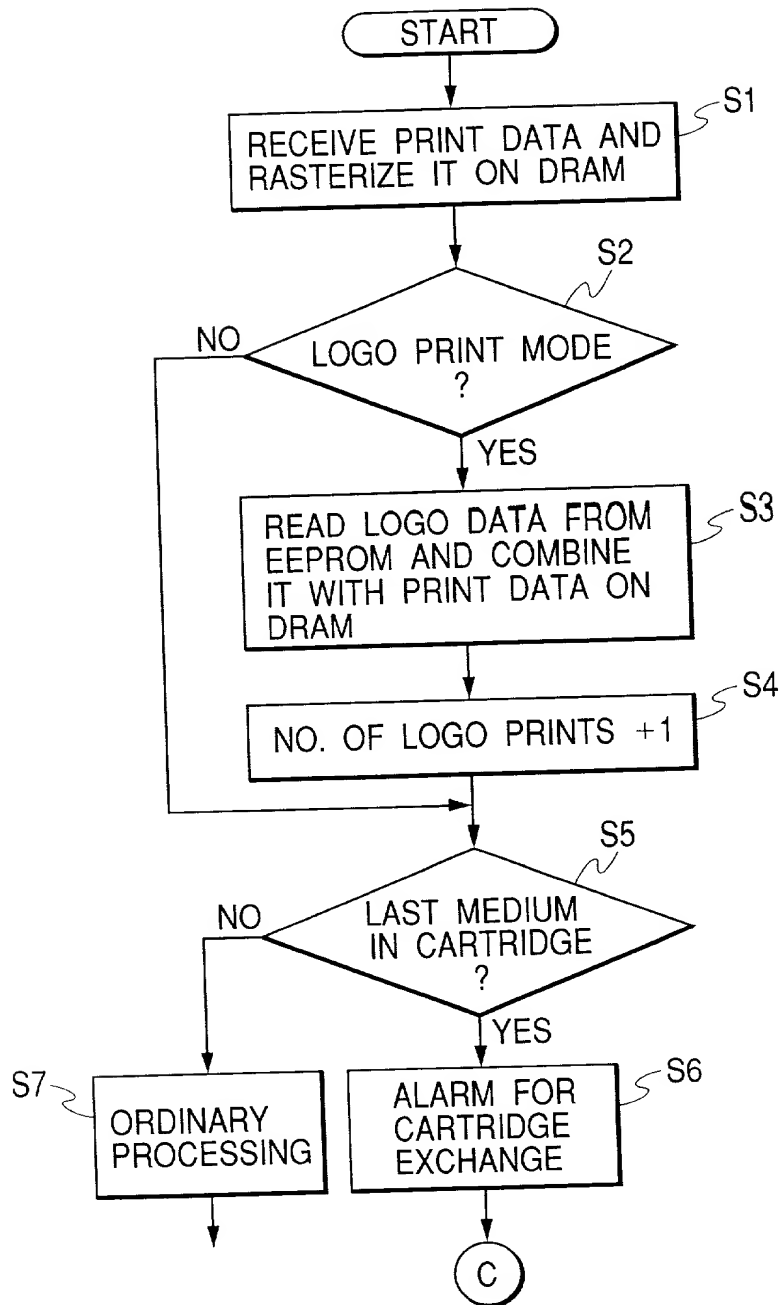 START
S1
RECEIVE PRINT DATA AND
RASTERIZE IT ON DRAM
S2
NO
LOGO PRINT MODE
?
YES
S3
READ LOGO DATA FROM
EEPROM AND COMBINE
IT WITH PRINT DATA ON
DRAM
S4
NO. OF LOGO PRINTS +1
S5
NO
LAST MEDIUM
IN CARTRIDGE
?
YES
S7
ORDINARY
PROCESSING
S6
ALARM FOR
CARTRIDGE
EXCHANGE
C